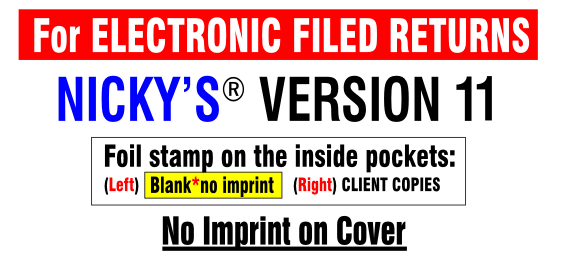 For ELECTRONIC FILED RETURNS
NICKY'S® VERSION 11
Foil stamp on the inside pockets:
(Left) Blank*no imprint (Right) CLIENT COPIES
No Imprint on Cover